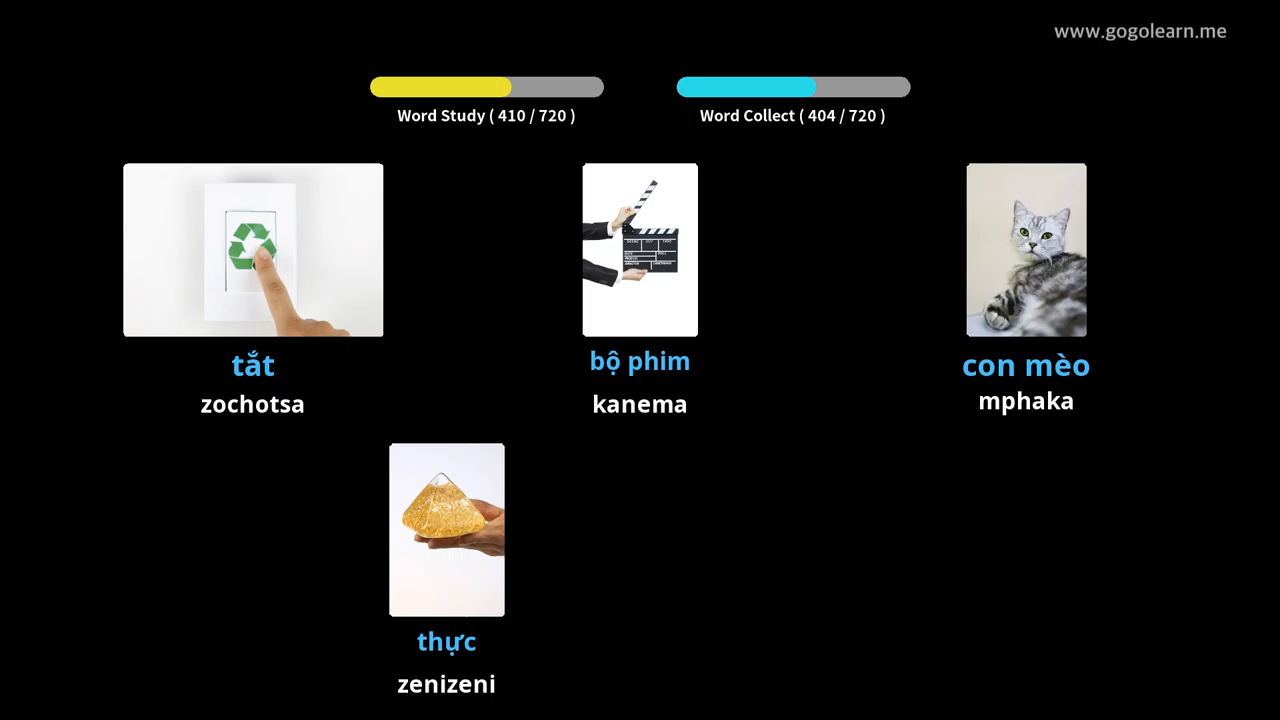 www.gogolearn.me
Word Study ( 410 / 720 )
Word Collect ( 404 / 720 )
tắt
zochotsa
bộ phim
kanema
con mèo
mphaka
thực
zenizeni